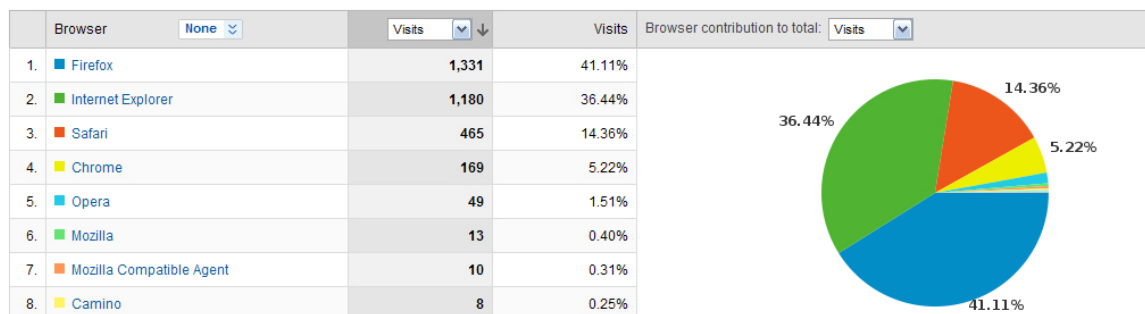 Browser None Visits Visits Browser contribution to total: Visits
1. Firefox 1,331 41.11%
2. Internet Explorer 1,180 36.44%
3. Safari 465 14.36%
4. Chrome 169 5.22%
5. Opera 49 1.51%
6. Mozilla 13 0.40%
7. Mozilla Compatible Agent 10 0.31%
8. Camino 8 0.25%
14.36%
36.44%
5.22%
41.11%